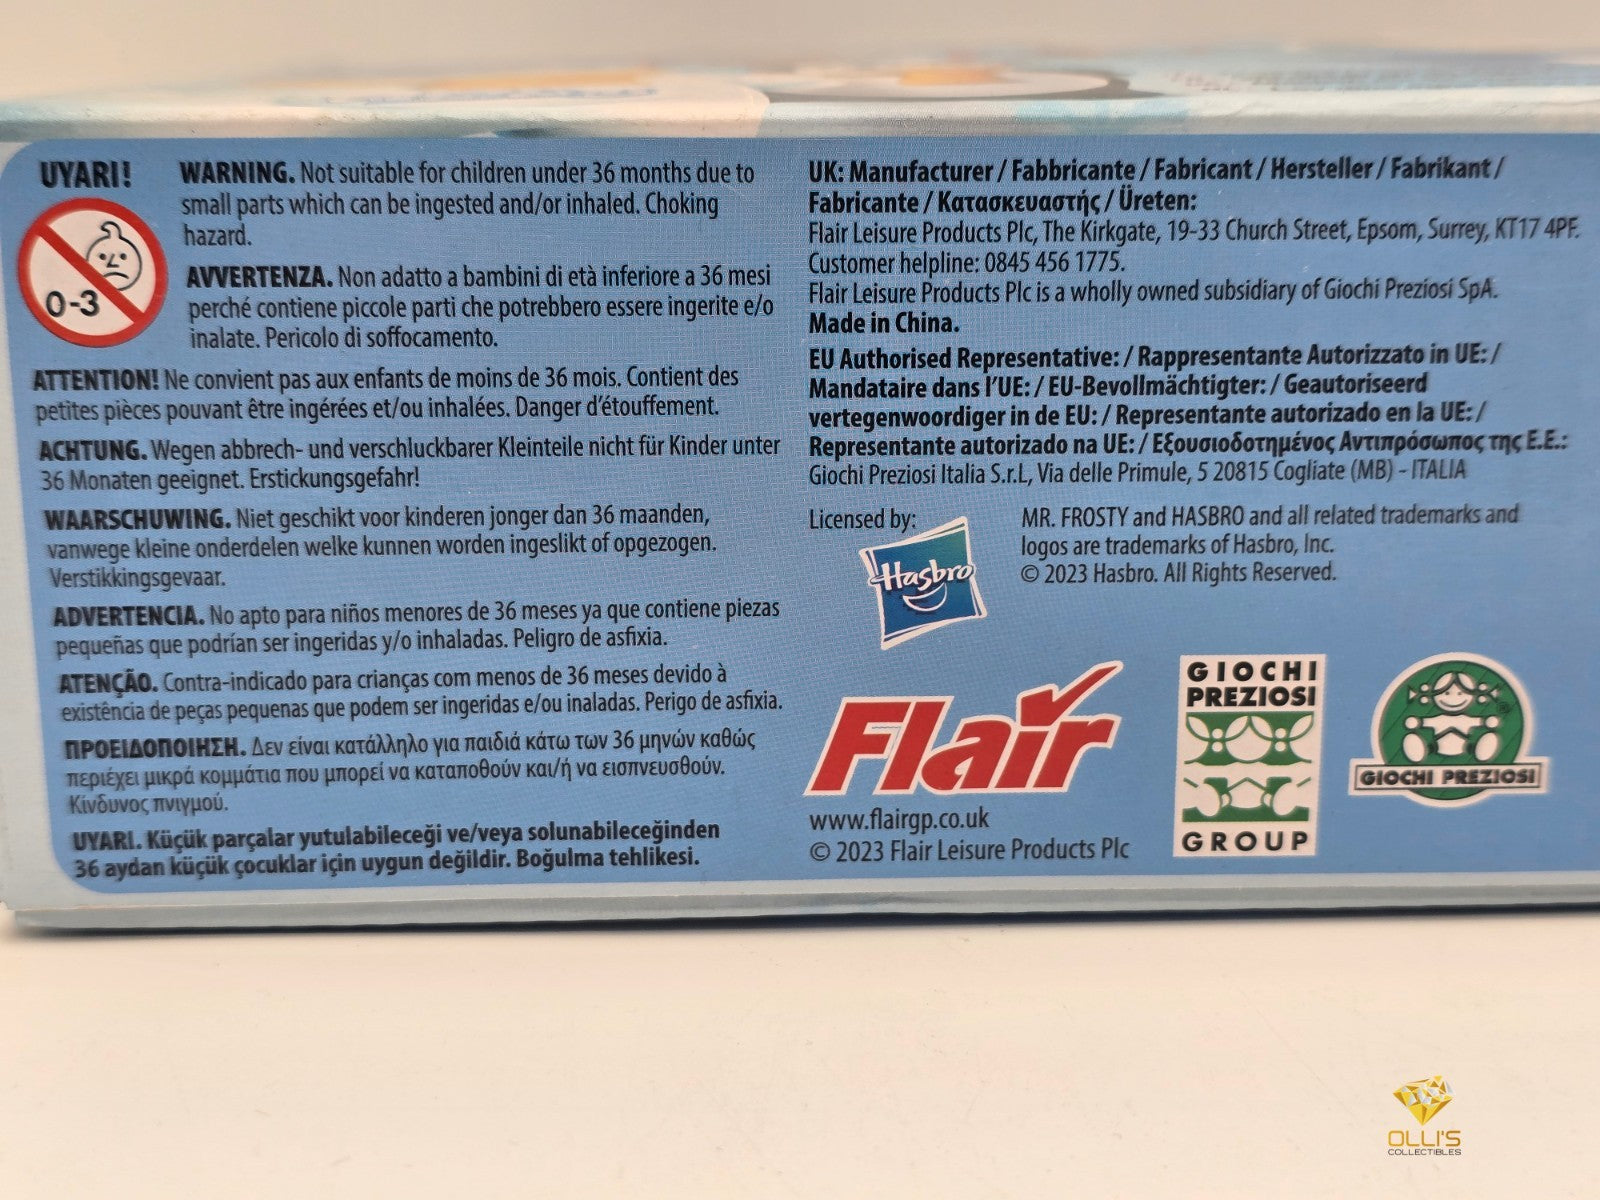 UYARI!
0-3
WARNING. Not suitable for children under 36 months due to
small parts which can be ingested and/or inhaled. Choking
hazard.
AVVERTENZA. Non adatto a bambini di età inferiore a 36 mesi
perché contiene piccole parti che potrebbero essere ingerite e/o
inalate. Pericolo di soffocamento.
ATTENTION! Ne convient pas aux enfants de moins de 36 mois. Contient des
petites pièces pouvant être ingérées et/ou inhalées. Danger d'étouffement.
ACHTUNG. Wegen abbrech- und verschluckbarer Kleinteile nicht für Kinder unter
36 Monaten geeignet. Erstickungsgefahr!
WAARSCHUWING. Niet geschikt voor kinderen jonger dan 36 maanden,
vanwege kleine onderdelen welke kunnen worden ingeslikt of opgezogen.
Verstikkingsgevaar.
ADVERTENCIA. No apto para niños menores de 36 meses ya que contiene piezas
pequeñas que podrían ser ingeridas y/o inhaladas. Peligro de asfixia.
ATENÇÃO. Contra-indicado para crianças com menos de 36 meses devido à
existência de peças pequenas que podem ser ingeridas e/ou inaladas. Perigo de asfixia.
ΠΡΟΕΙΔΟΠΟΙΗΣΗ. Δεν είναι κατάλληλο για παιδιά κάτω των 36 μηνών καθώς
περιέχει μικρά κομμάτια που μπορεί να καταποθούν και/ή να εισπνευσθούν.
Κίνδυνος πνιγμού.
UYARI. Küçük parçalar yutulabileceği ve/veya solunabileceğinden
36 aydan küçük çocuklar için uygun değildir. Boğulma tehlikesi.
UK: Manufacturer / Fabbricante / Fabricant / Hersteller / Fabrikant /
Fabricante / Κατασκευαστής / Üreten:
Flair Leisure Products Plc, The Kirkgate, 19-33 Church Street, Epsom, Surrey, KT17 4PF.
Customer helpline: 0845 456 1775.
Flair Leisure Products Plc is a wholly owned subsidiary of Giochi Preziosi SpA.
Made in China.
EU Authorised Representative: / Rappresentante Autorizzato in UE: /
Mandataire dans l'UE: / EU-Bevollmächtigter: / Geautoriseerd
vertegenwoordiger in de EU: / Representante autorizado en la UE: /
Representante autorizado na UE: / Εξουσιοδοτημένος Αντιπρόσωπος της Ε.Ε.:
Giochi Preziosi Italia S.r.L, Via delle Primule, 5 20815 Cogliate (MB) - ITALIA
Licensed by:
Hasbro
MR. FROSTY and HASBRO and all related trademarks and
logos are trademarks of Hasbro, Inc.
© 2023 Hasbro. All Rights Reserved.
Flair
www.flairgp.co.uk
© 2023 Flair Leisure Products Plc
GIOCHI
PREZIOSI
GROUP
®
GIOCHI PREZIOSI
OLLI'S
COLLECTIBLES